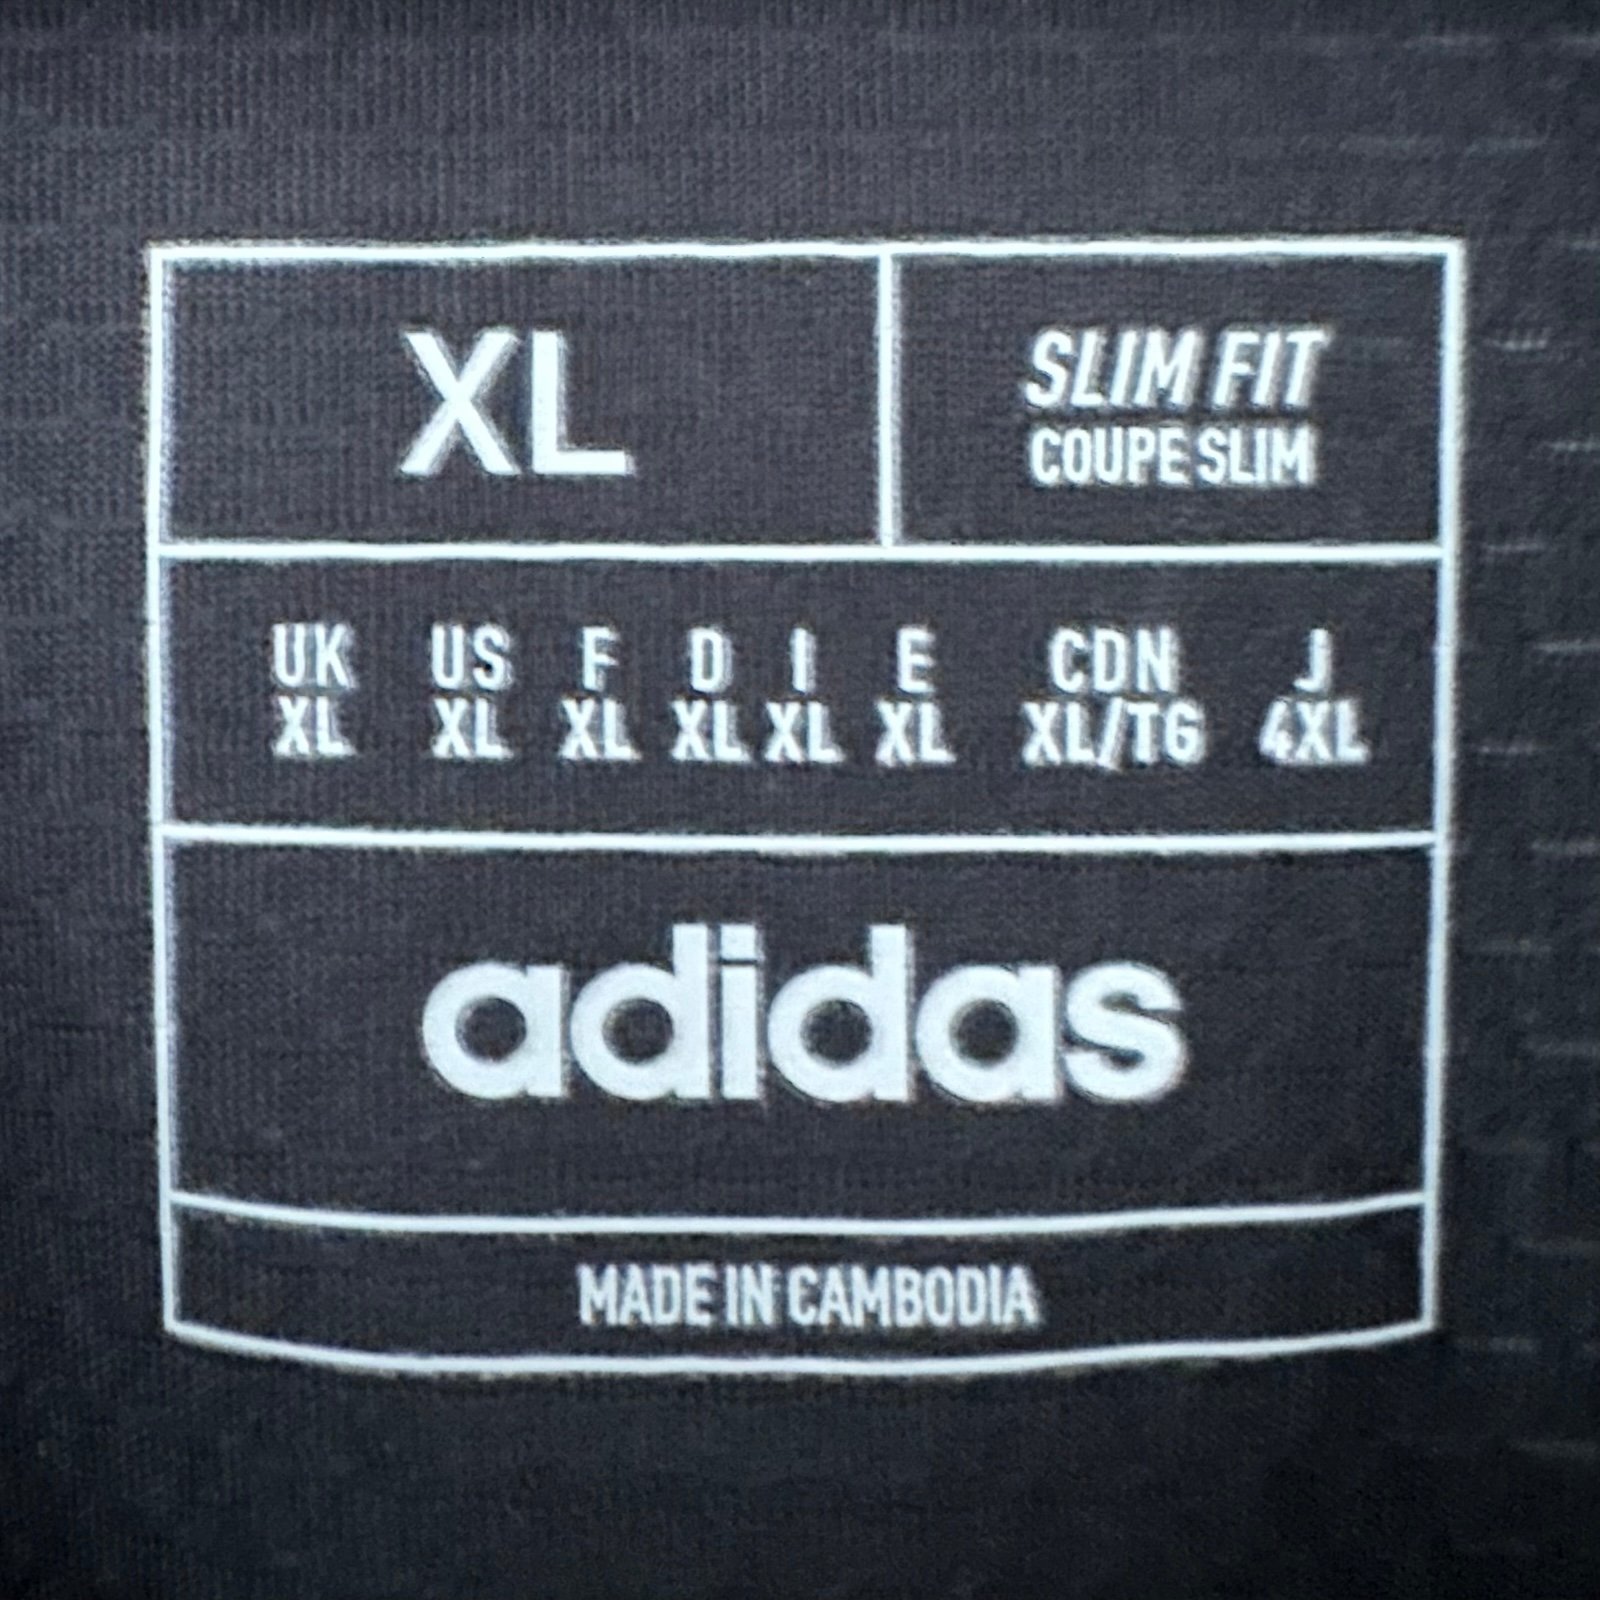 XL
SLIM FIT
COUPE SLIM
UK US F D I E CDN J
XL XL XL XL XL XL XL/TG 4XL
adidas
MADE IN CAMBODIA